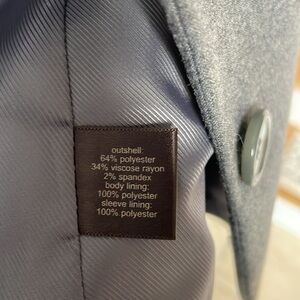 outshell:
64% polyester
34% viscose rayon
2% spandex
body lining:
100% polyester
sleeve lining:
100% polyester